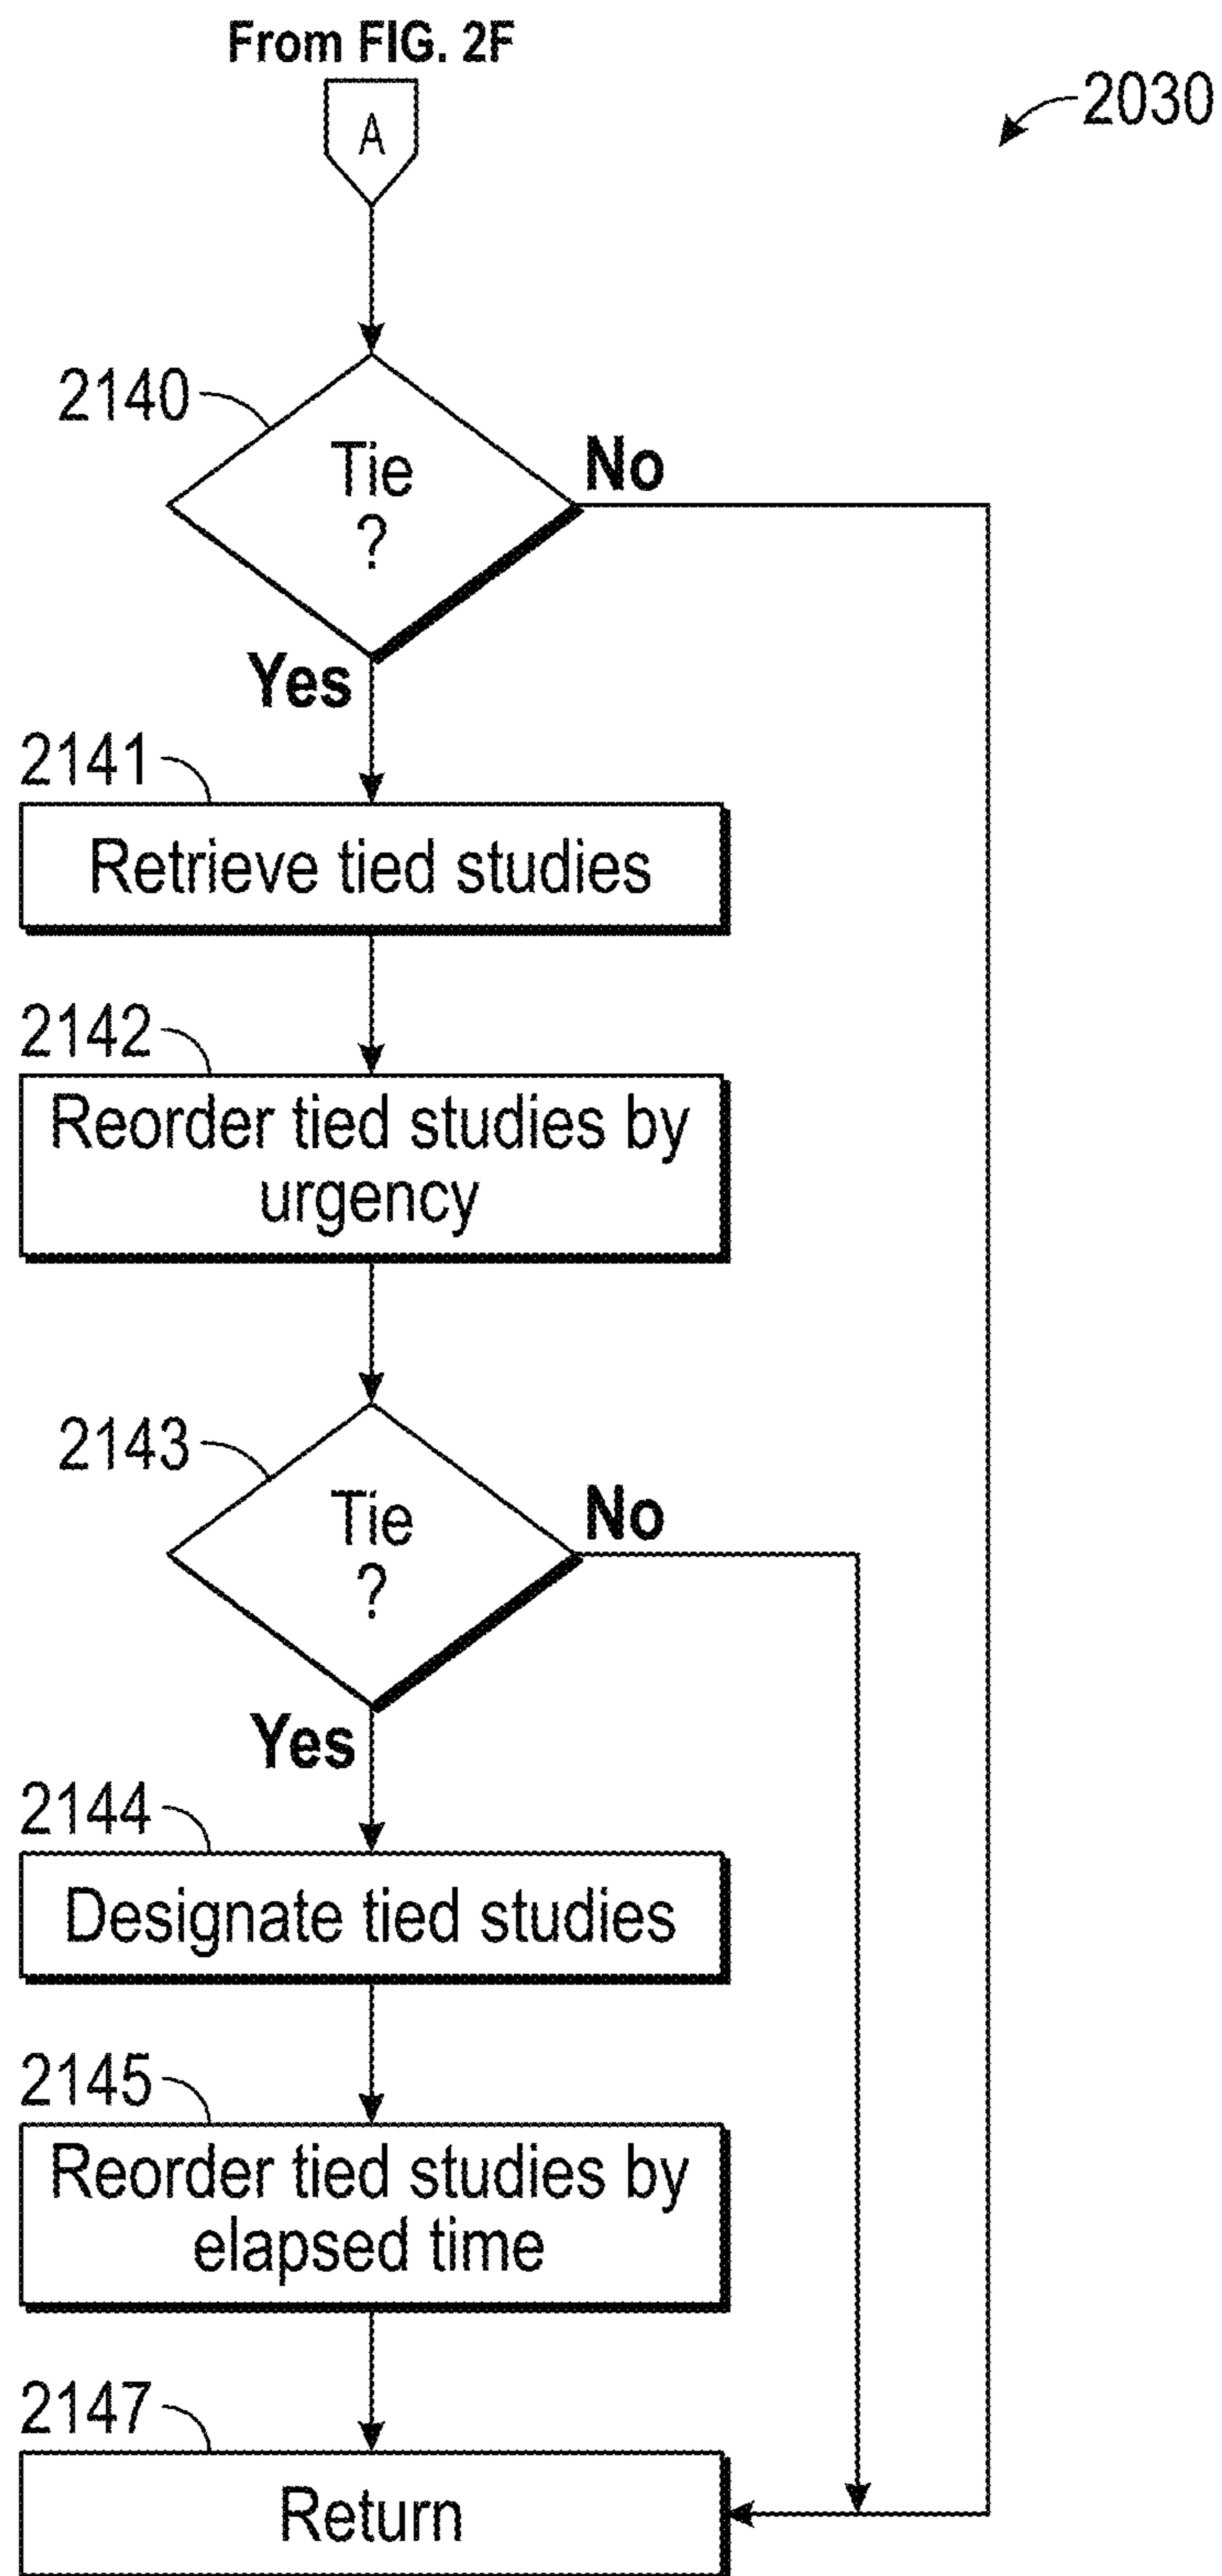 From FIG. 2F
A
2030
2140
Tie
?
No
Yes
2141
Retrieve tied studies
2142
Reorder tied studies by
urgency
2143
Tie
?
No
Yes
2144
Designate tied studies
2145
Reorder tied studies by
elapsed time
2147
Return